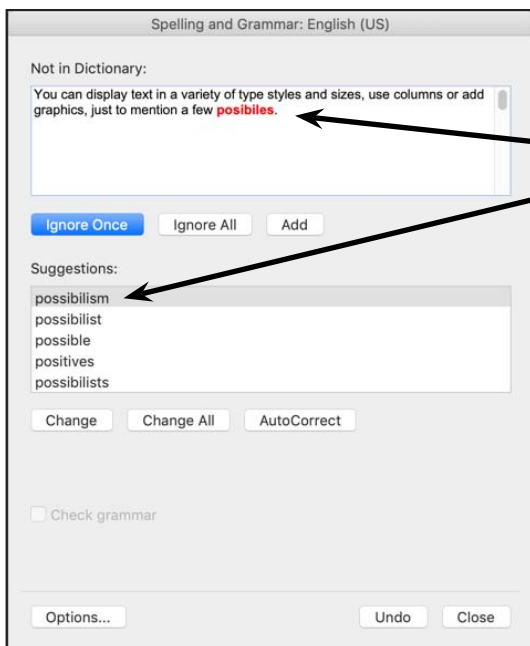 Spelling and Grammar: English (US)
Not in Dictionary:
You can display text in a variety of type styles and sizes, use columns or add
graphics, just to mention a few posibiles.
Ignore Once Ignore All Add
Suggestions:
possibilism
possibilist
possible
positives
possibilists
Change Change All AutoCorrect
Check grammar
Options... Undo Close